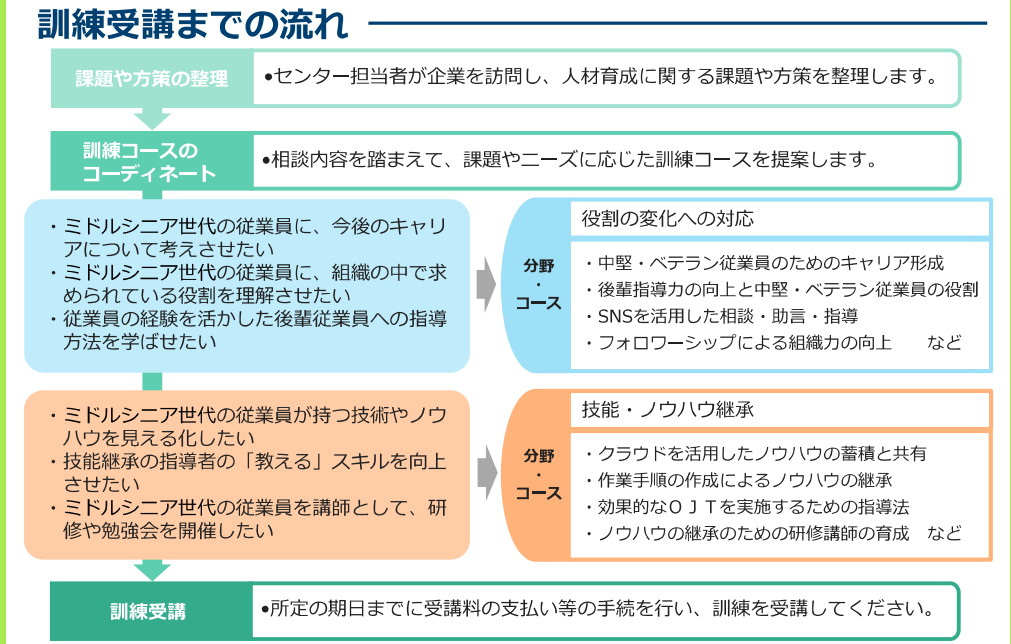 訓練受講までの流れ
課題や方策の整理
●センター担当者が企業を訪問し、人材育成に関する課題や方策を整理します。
訓練コースの
コーディネート
●相談内容を踏まえて、課題やニーズに応じた訓練コースを提案します。
・ミドルシニア世代の従業員に、今後のキャリ
アについて考えさせたい
・ミドルシニア世代の従業員に、組織の中で求
められている役割を理解させたい
・従業員の経験を活かした後輩従業員への指導
方法を学ばせたい
分野
・
コース
役割の変化への対応
・中堅・ベテラン従業員のためのキャリア形成
・後輩指導力の向上と中堅・ベテラン従業員の役割
・SNSを活用した相談・助言・指導
・フォロワーシップによる組織力の向上　　など
・ミドルシニア世代の従業員が持つ技術やノウ
ハウを見える化したい
・技能継承の指導者の「教える」スキルを向上
させたい
・ミドルシニア世代の従業員を講師として、研
修や勉強会を開催したい
分野
・
コース
技能・ノウハウ継承
・クラウドを活用したノウハウの蓄積と共有
・作業手順の作成によるノウハウの継承
・効果的なＯＪＴを実施するための指導法
・ノウハウの継承のための研修講師の育成　など
訓練受講
●所定の期日までに受講料の支払い等の手続を行い、訓練を受講してください。